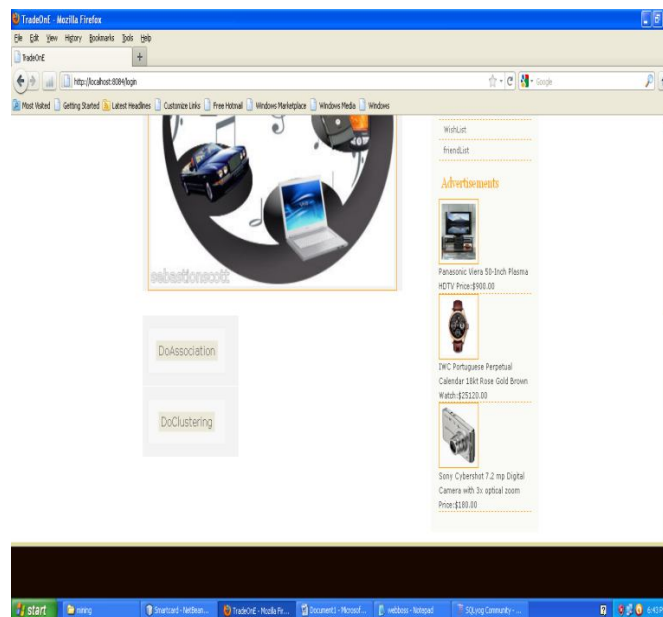 TradeOnE - Mozilla Firefox
File Edit View History Bookmarks Tools Help
TradeOnE
http://localhost:8084/login
Google
Most Visited Getting Started Latest Headlines Customize Links Free Hotmail Windows Marketplace Windows Media Windows
WishList
friendList
Advertisements
Panasonic Viera 50-Inch Plasma
HDTV Price:$900.00
IWC Portuguese Perpetual
Calendar 18kt Rose Gold Brown
Watch:$25120.00
Sony Cybershot 7.2 mp Digital
Camera with 3x optical zoom
Price:$180.00
sebastionscott
DoAssociation
DoClustering
start mining Smartcard - NetBean... TradeOnE - Mozilla Fir... Document1 - Microsof... webboss - Notepad SQLyog Community - ... 6:43 P